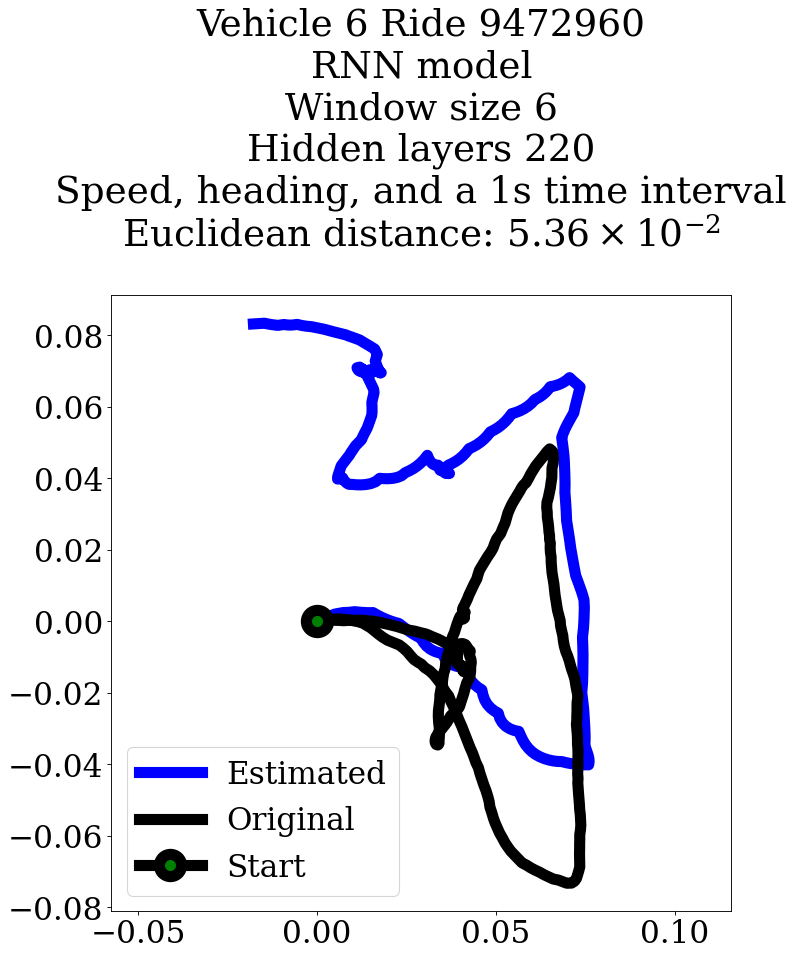 Vehicle 6 Ride 9472960
RNN model
Window size 6
Hidden layers 220
Speed, heading, and a 1s time interval
Euclidean distance: 5.36 × 10⁻²
0.08
0.06
0.04
0.02
0.00
−0.02
−0.04
−0.06
−0.08
Estimated
Original
Start
−0.05 0.00 0.05 0.10